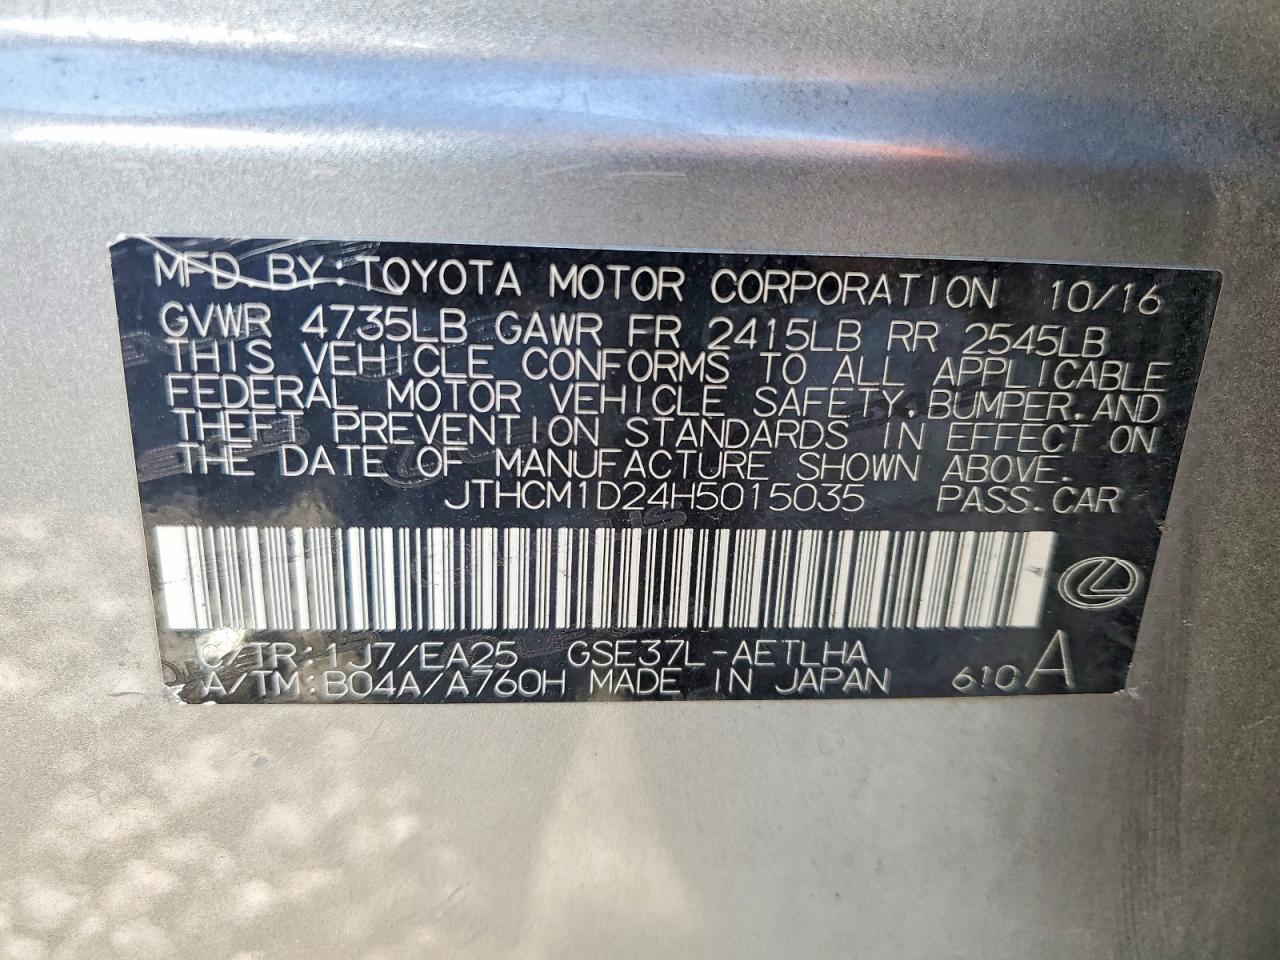 MFD BY:TOYOTA MOTOR CORPORATION 10/16
GVWR 4735LB GAWR FR 2415LB RR 2545LB
THIS VEHICLE CONFORMS TO ALL APPLICABLE
FEDERAL MOTOR VEHICLE SAFETY,BUMPER,AND
THEFT PREVENTION STANDARDS IN EFFECT ON
THE DATE OF MANUFACTURE SHOWN ABOVE.
JTHCM1D24H5015035 PASS.CAR
C/TR:1J7/EA25 GSE37L-AETLHA
A/TM:B04A/A760H MADE IN JAPAN 610A